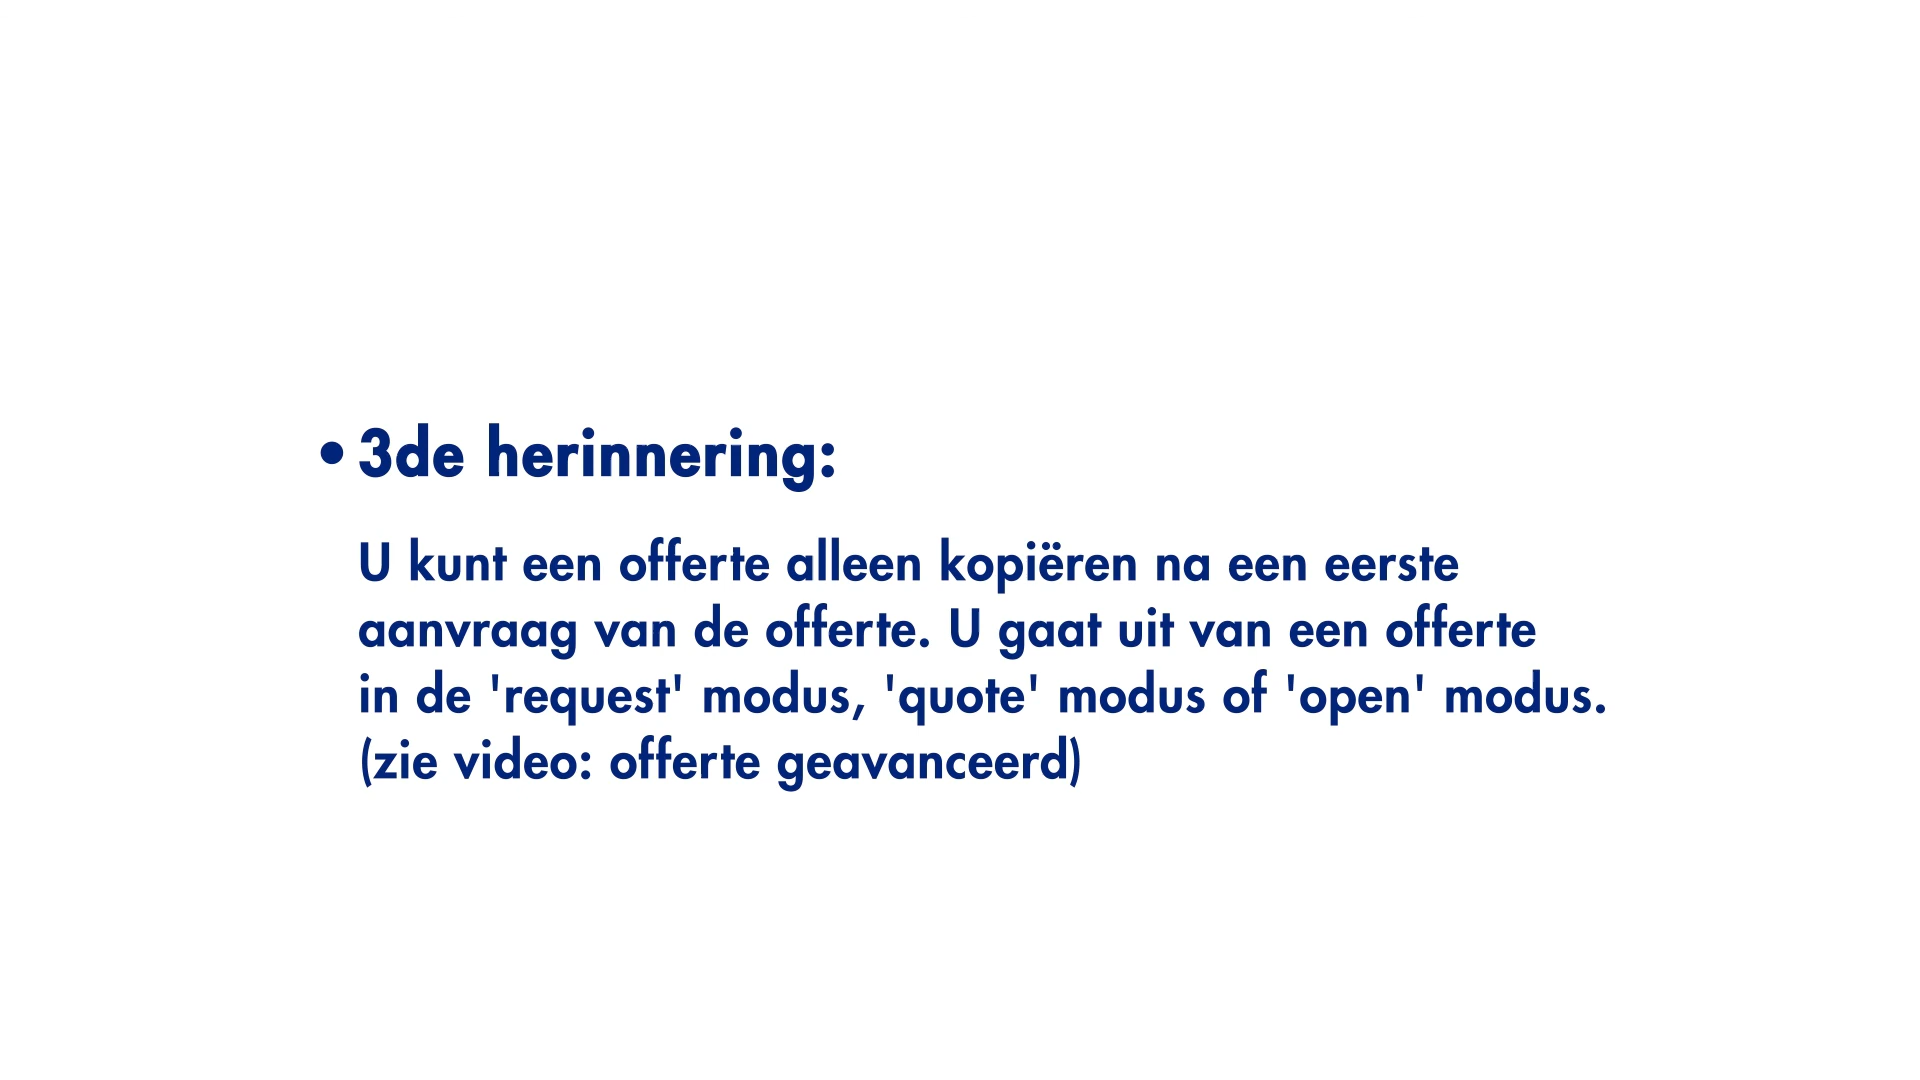 • 3de herinnering:
U kunt een offerte alleen kopiëren na een eerste
aanvraag van de offerte. U gaat uit van een offerte
in de 'request' modus, 'quote' modus of 'open' modus.
(zie video: offerte geavanceerd)